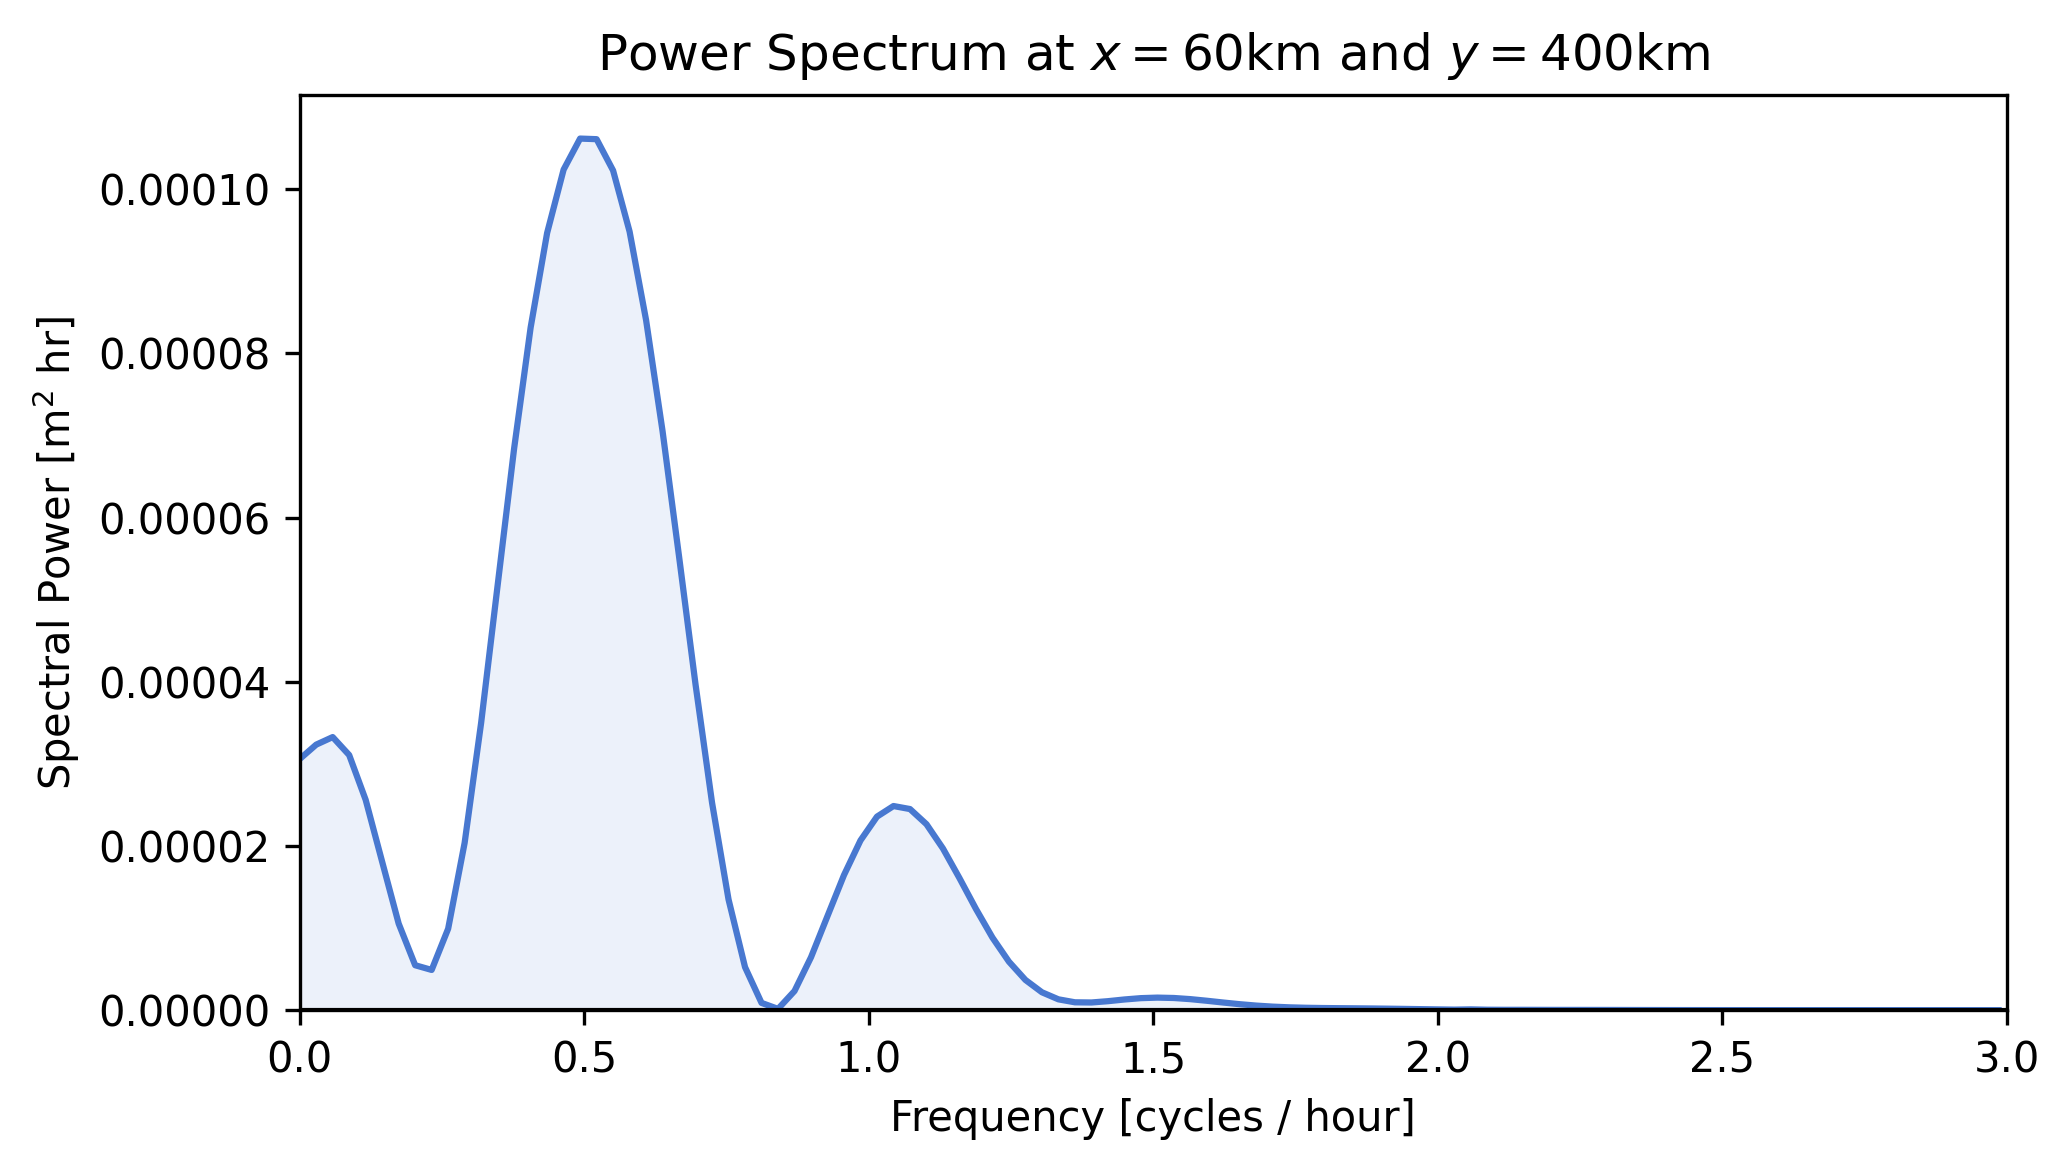 Power Spectrum at x = 60km and y = 400km
Spectral Power [m² hr]
0.00010
0.00008
0.00006
0.00004
0.00002
0.00000
0.0 0.5 1.0 1.5 2.0 2.5 3.0
Frequency [cycles / hour]